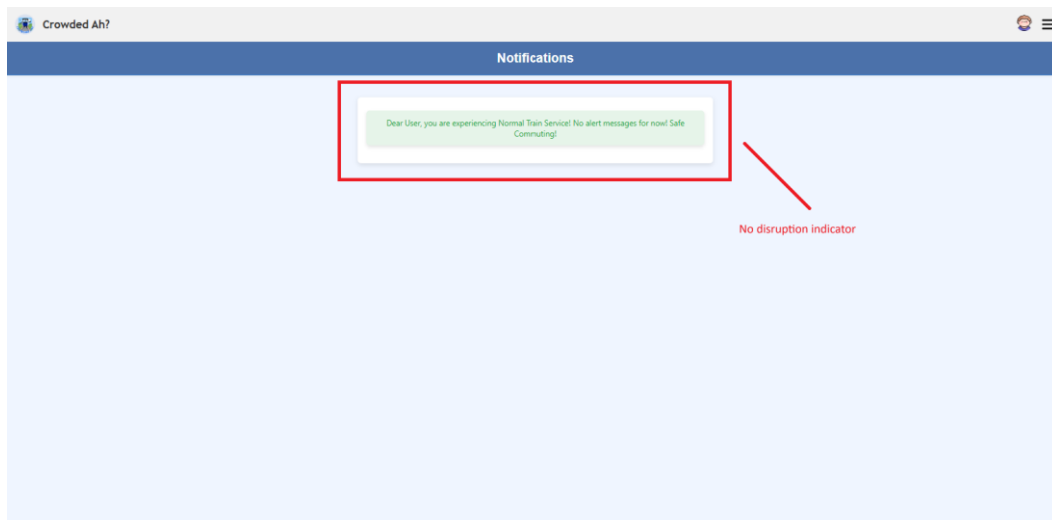 Crowded Ah?
Notifications
Dear User, you are experiencing Normal Train Service! No alert messages for now! Safe
Commuting!
No disruption indicator